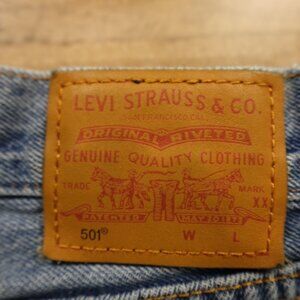 LEVI STRAUSS & CO.
SAN FRANCISCO CAL.
ORIGINAL RIVETED
GENUINE QUALITY CLOTHING
TRADE MARK
XX
PATENTED MAY 20 1873
501® W L